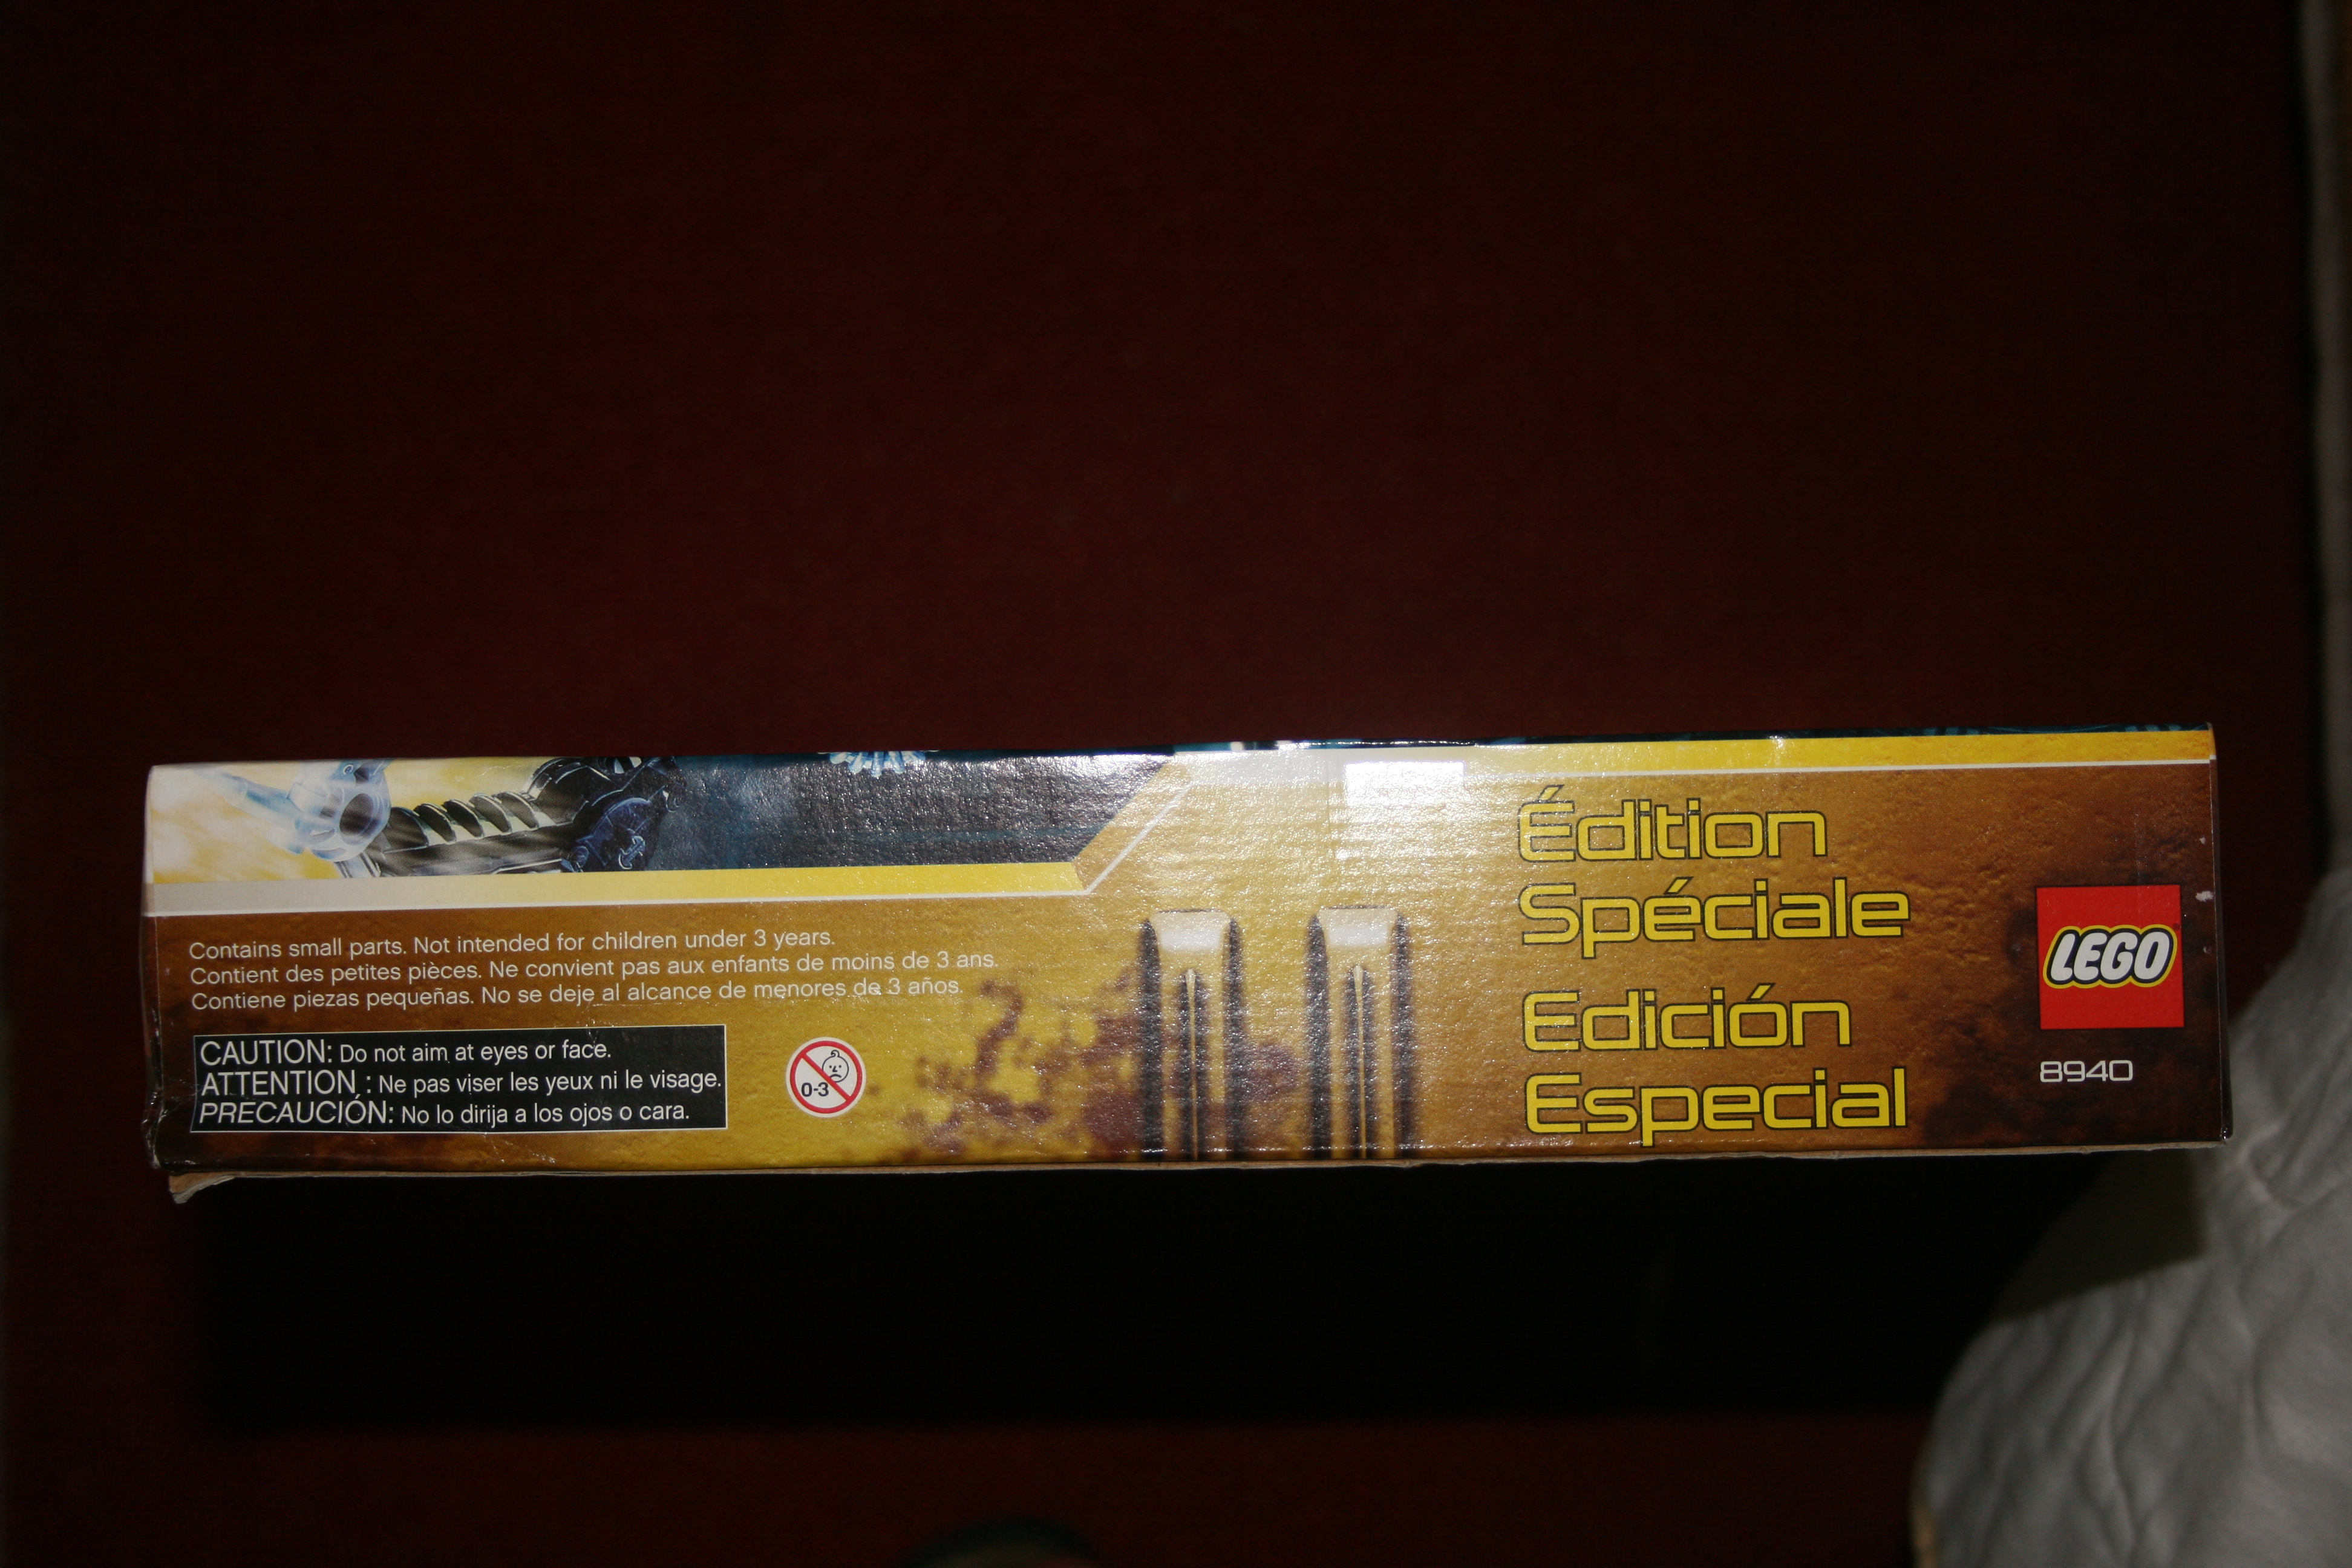 Contains small parts. Not intended for children under 3 years.
Contient des petites pièces. Ne convient pas aux enfants de moins de 3 ans.
Contiene piezas pequeñas. No se deje al alcance de menores de 3 años.
CAUTION: Do not aim at eyes or face.
ATTENTION : Ne pas viser les yeux ni le visage.
PRECAUCIÓN: No lo dirija a los ojos o cara.
0-3
Édition
Spéciale
Edición
Especial
LEGO
8940